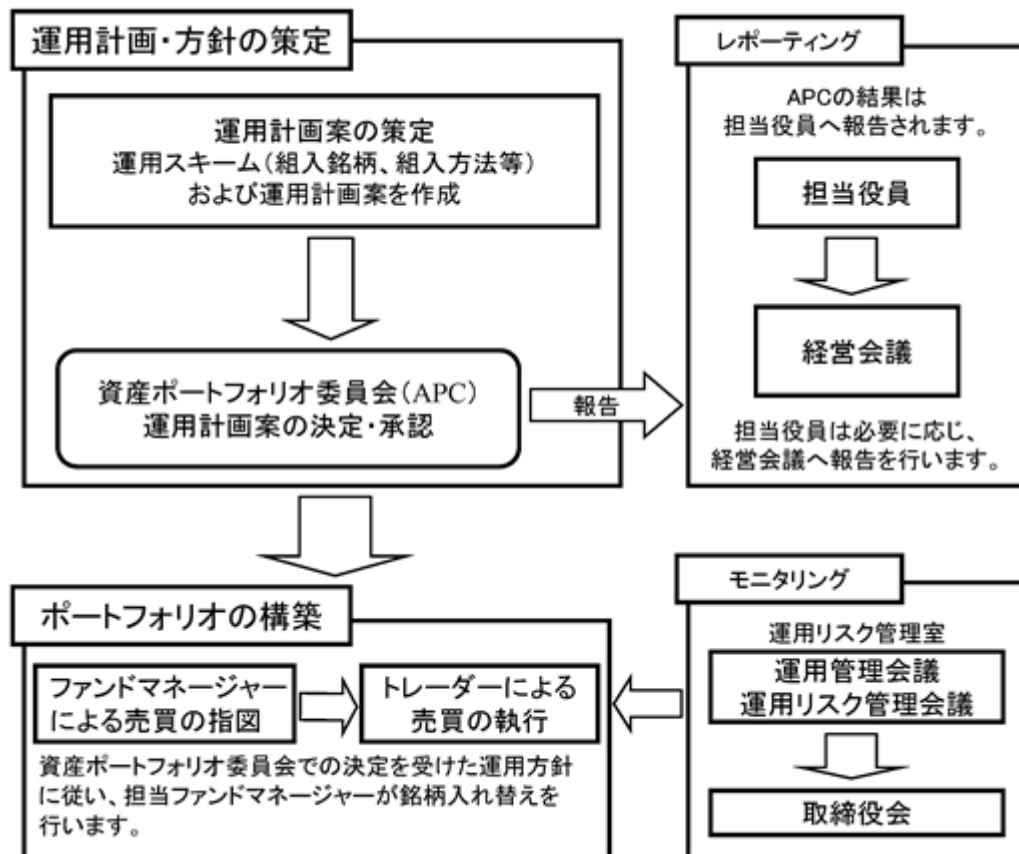 運用計画・方針の策定
運用計画案の策定
運用スキーム(組入銘柄、組入方法等)
および運用計画案を作成
資産ポートフォリオ委員会(APC)
運用計画案の決定・承認
報告
レポーティング
APCの結果は
担当役員へ報告されます。
担当役員
経営会議
担当役員は必要に応じ、
経営会議へ報告を行います。
ポートフォリオの構築
ファンドマネージャー
による売買の指図
トレーダーによる
売買の執行
資産ポートフォリオ委員会での決定を受けた運用方針
に従い、担当ファンドマネージャーが銘柄入れ替えを
行います。
モニタリング
運用リスク管理室
運用管理会議
運用リスク管理会議
取締役会